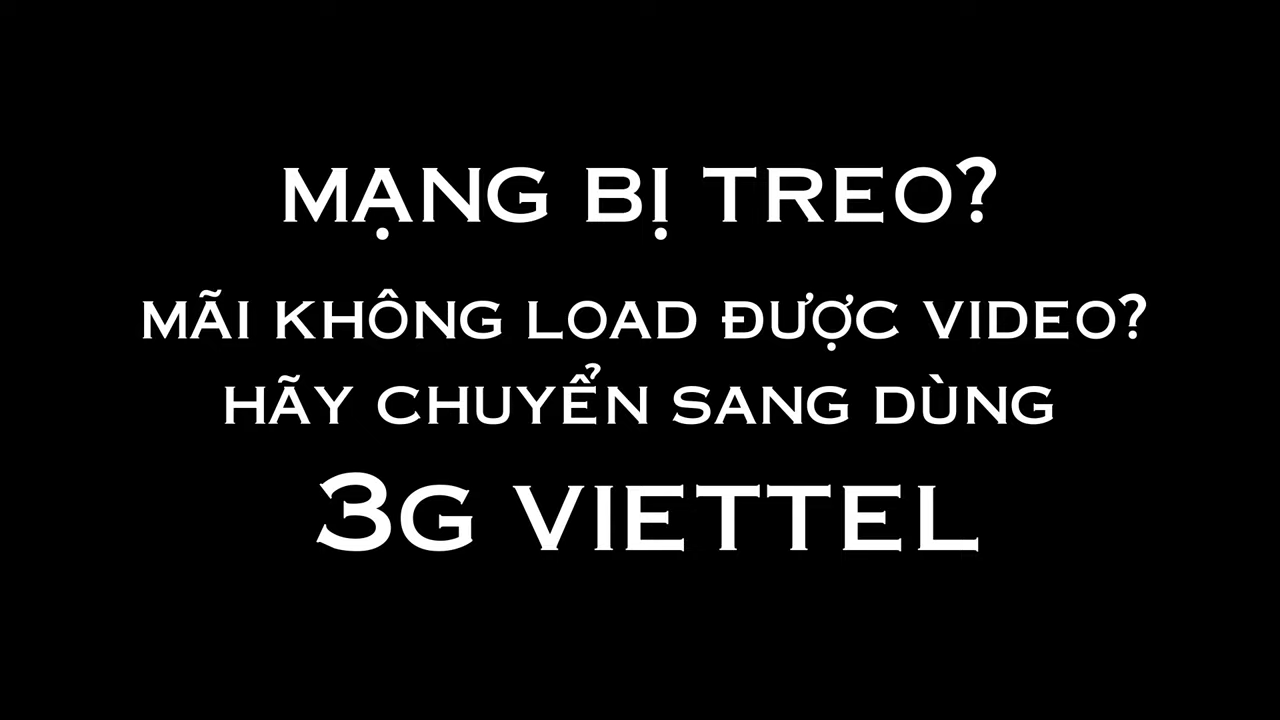 MẠNG BỊ TREO?
MÃI KHÔNG LOAD ĐƯỢC VIDEO?
HÃY CHUYỂN SANG DÙNG
3G VIETTEL